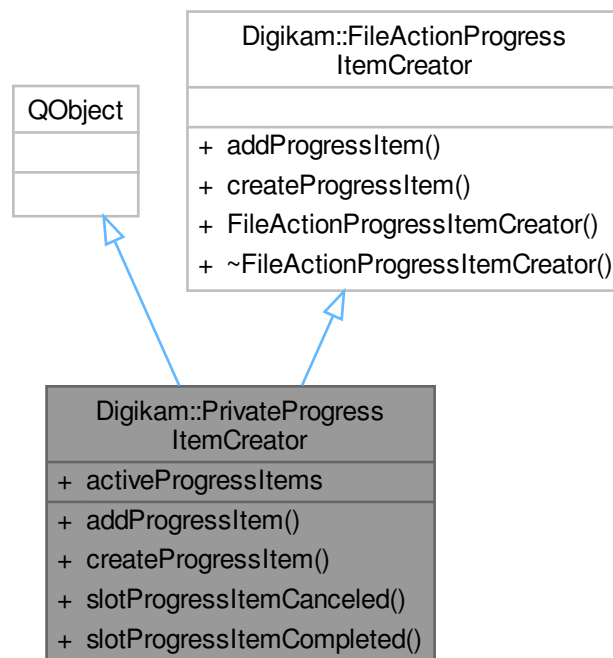 Digikam::FileActionProgress
ItemCreator
QObject
+ addProgressItem()
+ createProgressItem()
+ FileActionProgressItemCreator()
+ ~FileActionProgressItemCreator()
Digikam::PrivateProgress
ItemCreator
+ activeProgressItems
+ addProgressItem()
+ createProgressItem()
+ slotProgressItemCanceled()
+ slotProgressItemCompleted()